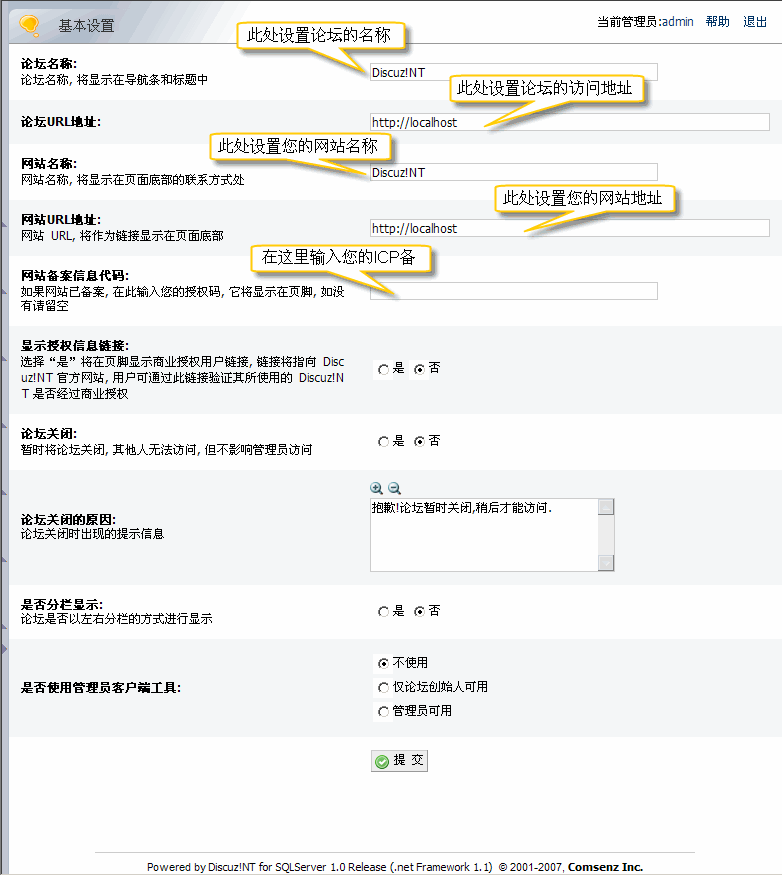 基本设置
当前管理员:admin 帮助 退出
此处设置论坛的名称
论坛名称:
论坛名称, 将显示在导航条和标题中
Discuz!NT
此处设置论坛的访问地址
论坛URL地址:
http://localhost
此处设置您的网站名称
网站名称:
网站名称, 将显示在页面底部的联系方式处
Discuz!NT
此处设置您的网站地址
网站URL地址:
网站 URL, 将作为链接显示在页面底部
http://localhost
在这里输入您的ICP备
网站备案信息代码:
如果网站已备案, 在此输入您的授权码, 它将显示在页脚, 如没
有请留空
显示授权信息链接:
选择“是”将在页脚显示商业授权用户链接, 链接将指向 Disc
uz!NT 官方网站, 用户可通过此链接验证其所使用的 Discuz!N
T 是否经过商业授权
是 否
论坛关闭:
暂时将论坛关闭, 其他人无法访问, 但不影响管理员访问
是 否
论坛关闭的原因:
论坛关闭时出现的提示信息
抱歉!论坛暂时关闭,稍后才能访问.
是否分栏显示:
论坛是否以左右分栏的方式进行显示
是 否
是否使用管理员客户端工具:
不使用
仅论坛创始人可用
管理员可用
提 交
Powered by Discuz!NT for SQLServer 1.0 Release (.net Framework 1.1) © 2001-2007, Comsenz Inc.